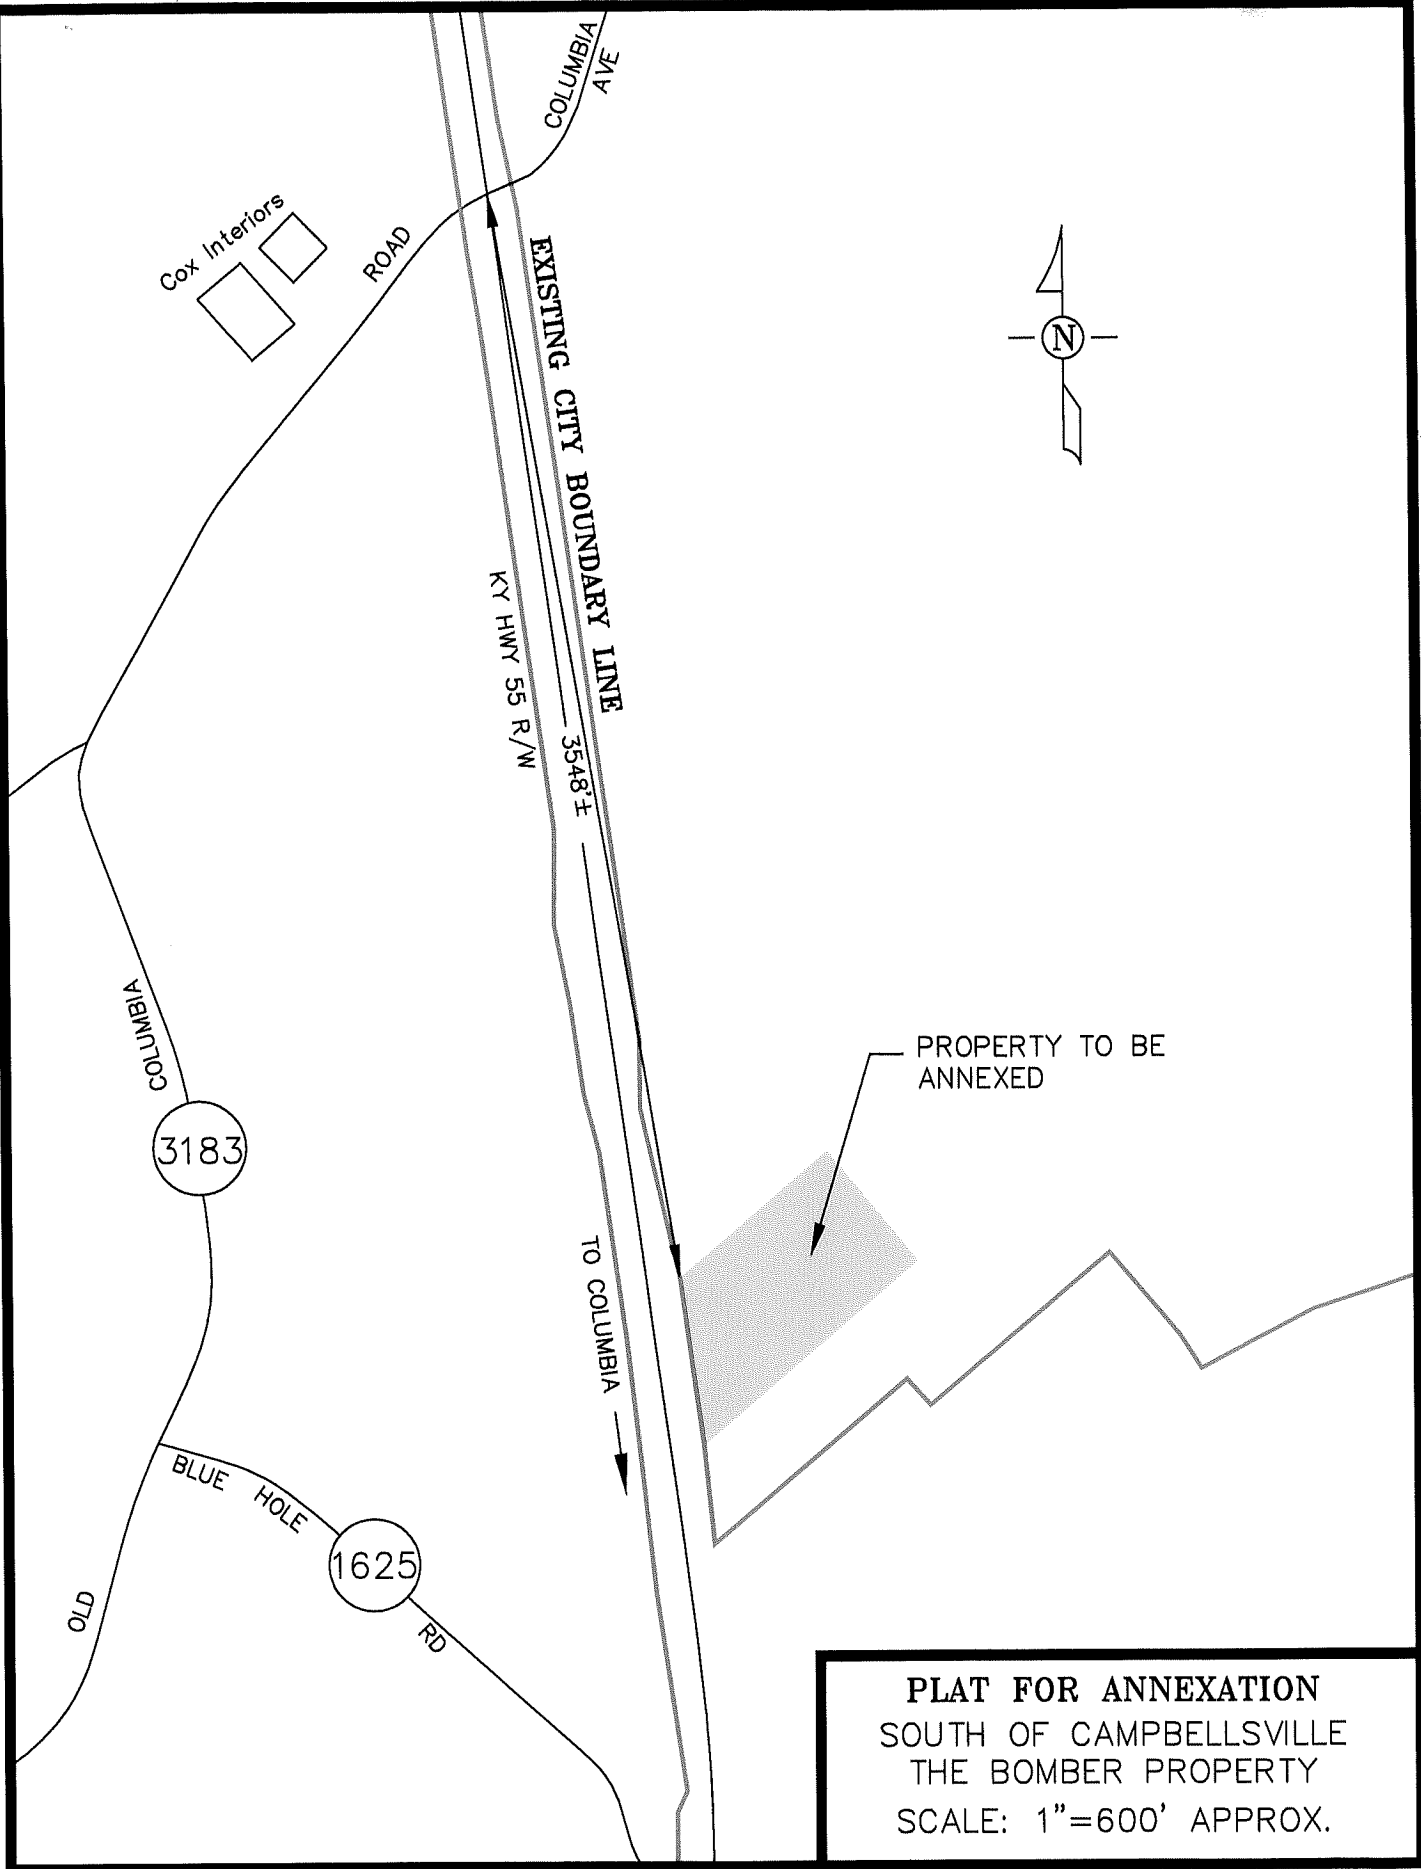 COLUMBIA
AVE
Cox Interiors
ROAD
EXISTING CITY BOUNDARY LINE
N
KY HWY 55 R/W
3548'±
COLUMBIA
PROPERTY TO BE
ANNEXED
3183
TO COLUMBIA
BLUE HOLE
1625
RD
OLD
PLAT FOR ANNEXATION
SOUTH OF CAMPBELLSVILLE
THE BOMBER PROPERTY
SCALE: 1"=600' APPROX.